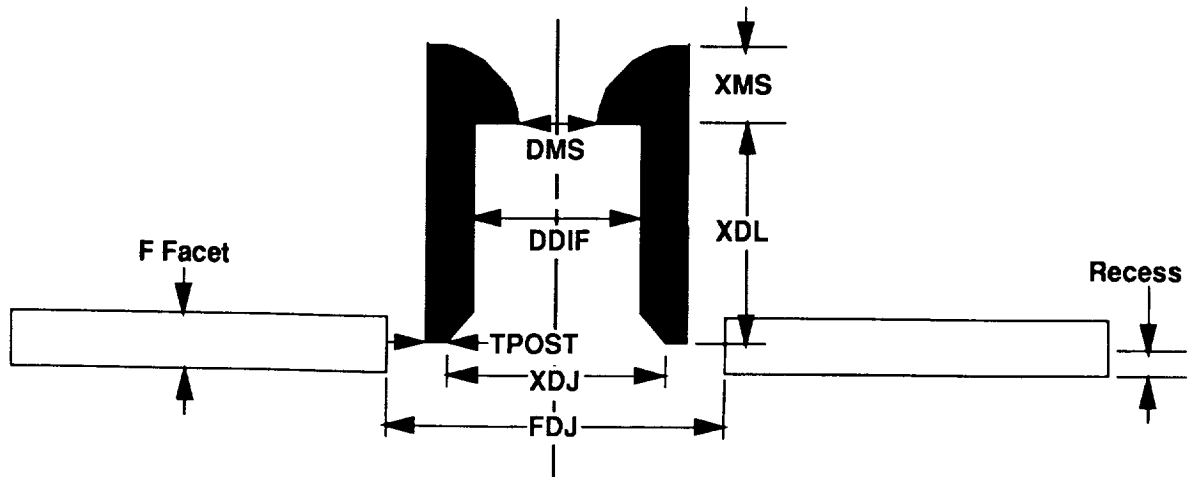 XMS
DMS
XDL
DDIF
F Facet
Recess
TPOST
XDJ
FDJ